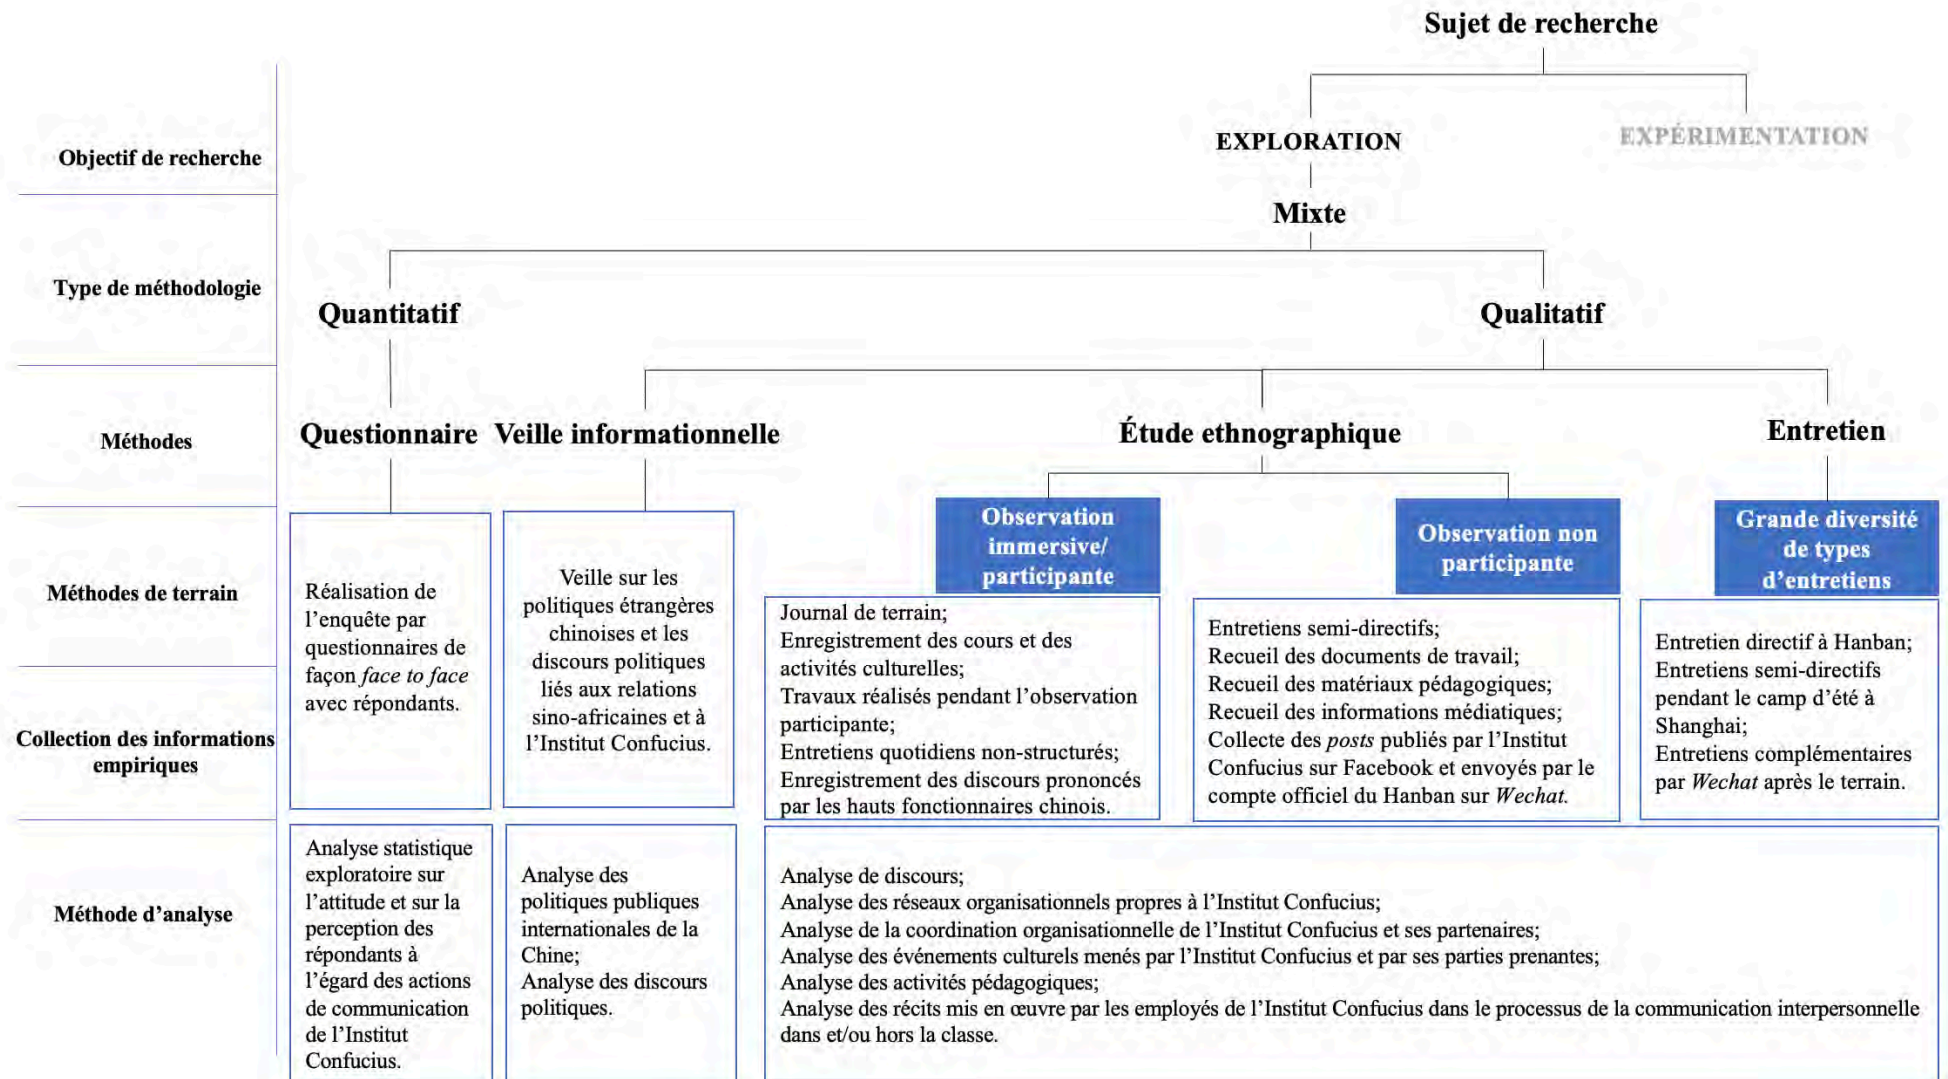 Sujet de recherche
EXPLORATION
EXPÉRIMENTATION
Objectif de recherche
Mixte
Type de méthodologie
Quantitatif
Qualitatif
Méthodes
Questionnaire
Veille informationnelle
Étude ethnographique
Entretien
Méthodes de terrain
Collection des informations
empiriques
Réalisation de
l’enquête par
questionnaires de
façon face to face
avec répondants.
Veille sur les
politiques étrangères
chinoises et les
discours politiques
liés aux relations
sino-africaines et à
l’Institut Confucius.
Observation
immersive/
participante
Journal de terrain;
Enregistrement des cours et des
activités culturelles;
Travaux réalisés pendant l’observation
participante;
Entretiens quotidiens non-structurés;
Enregistrement des discours prononcés
par les hauts fonctionnaires chinois.
Observation non
participante
Entretiens semi-directifs;
Recueil des documents de travail;
Recueil des matériaux pédagogiques;
Recueil des informations médiatiques;
Collecte des posts publiés par l’Institut
Confucius sur Facebook et envoyés par le
compte officiel du Hanban sur Wechat.
Grande diversité
de types
d’entretiens
Entretien directif à Hanban;
Entretiens semi-directifs
pendant le camp d’été à
Shanghai;
Entretiens complémentaires
par Wechat après le terrain.
Méthode d’analyse
Analyse statistique
exploratoire sur
l’attitude et sur la
perception des
répondants à
l’égard des actions
de communication
de l’Institut
Confucius.
Analyse des
politiques publiques
internationales de la
Chine;
Analyse des discours
politiques.
Analyse de discours;
Analyse des réseaux organisationnels propres à l’Institut Confucius;
Analyse de la coordination organisationnelle de l’Institut Confucius et ses partenaires;
Analyse des événements culturels menés par l’Institut Confucius et par ses parties prenantes;
Analyse des activités pédagogiques;
Analyse des récits mis en œuvre par les employés de l’Institut Confucius dans le processus de la communication interpersonnelle
dans et/ou hors la classe.